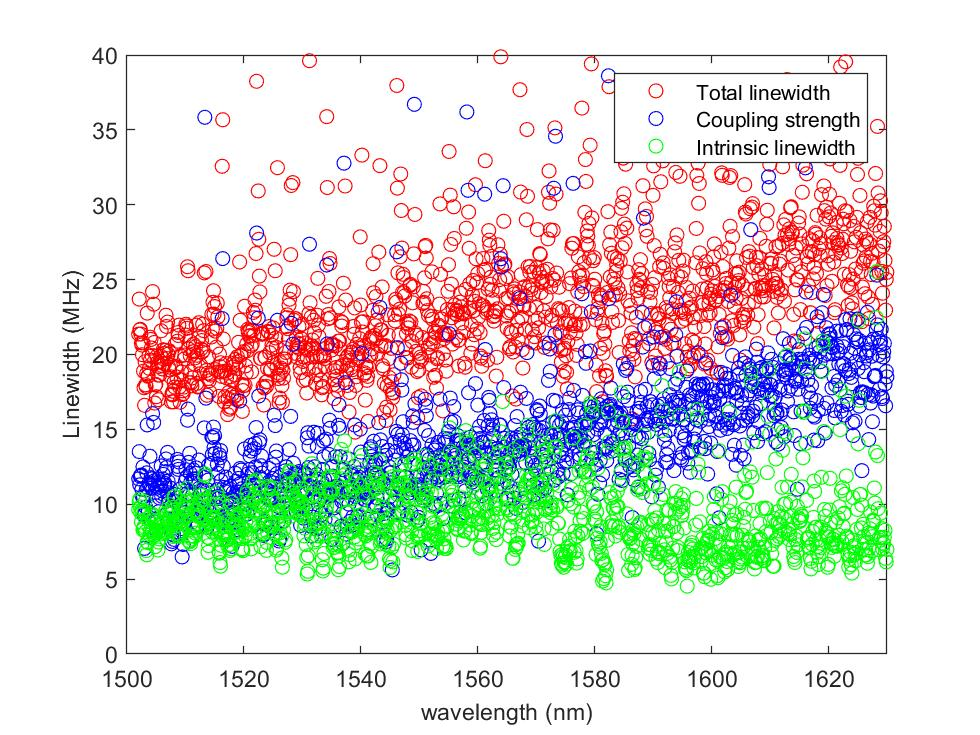 40
35
30
25
20
15
10
5
0
Linewidth (MHz)
Total linewidth
Coupling strength
Intrinsic linewidth
1500 1520 1540 1560 1580 1600 1620
wavelength (nm)